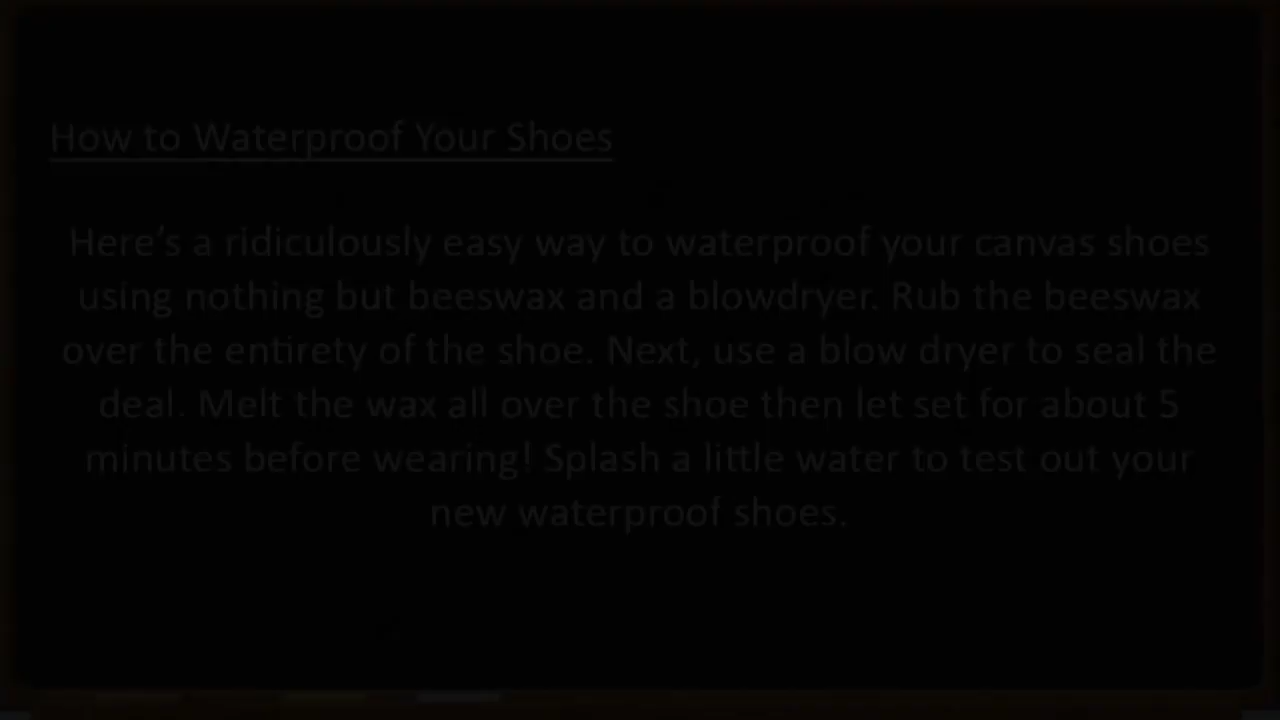 How to Waterproof Your Shoes
Here's a ridiculously easy way to waterproof your canvas shoes
using nothing but beeswax and a blowdryer. Rub the beeswax
over the entirety of the shoe. Next, use a blow dryer to seal the
deal. Melt the wax all over the shoe then let set for about 5
minutes before wearing! Splash a little water to test out your
new waterproof shoes.